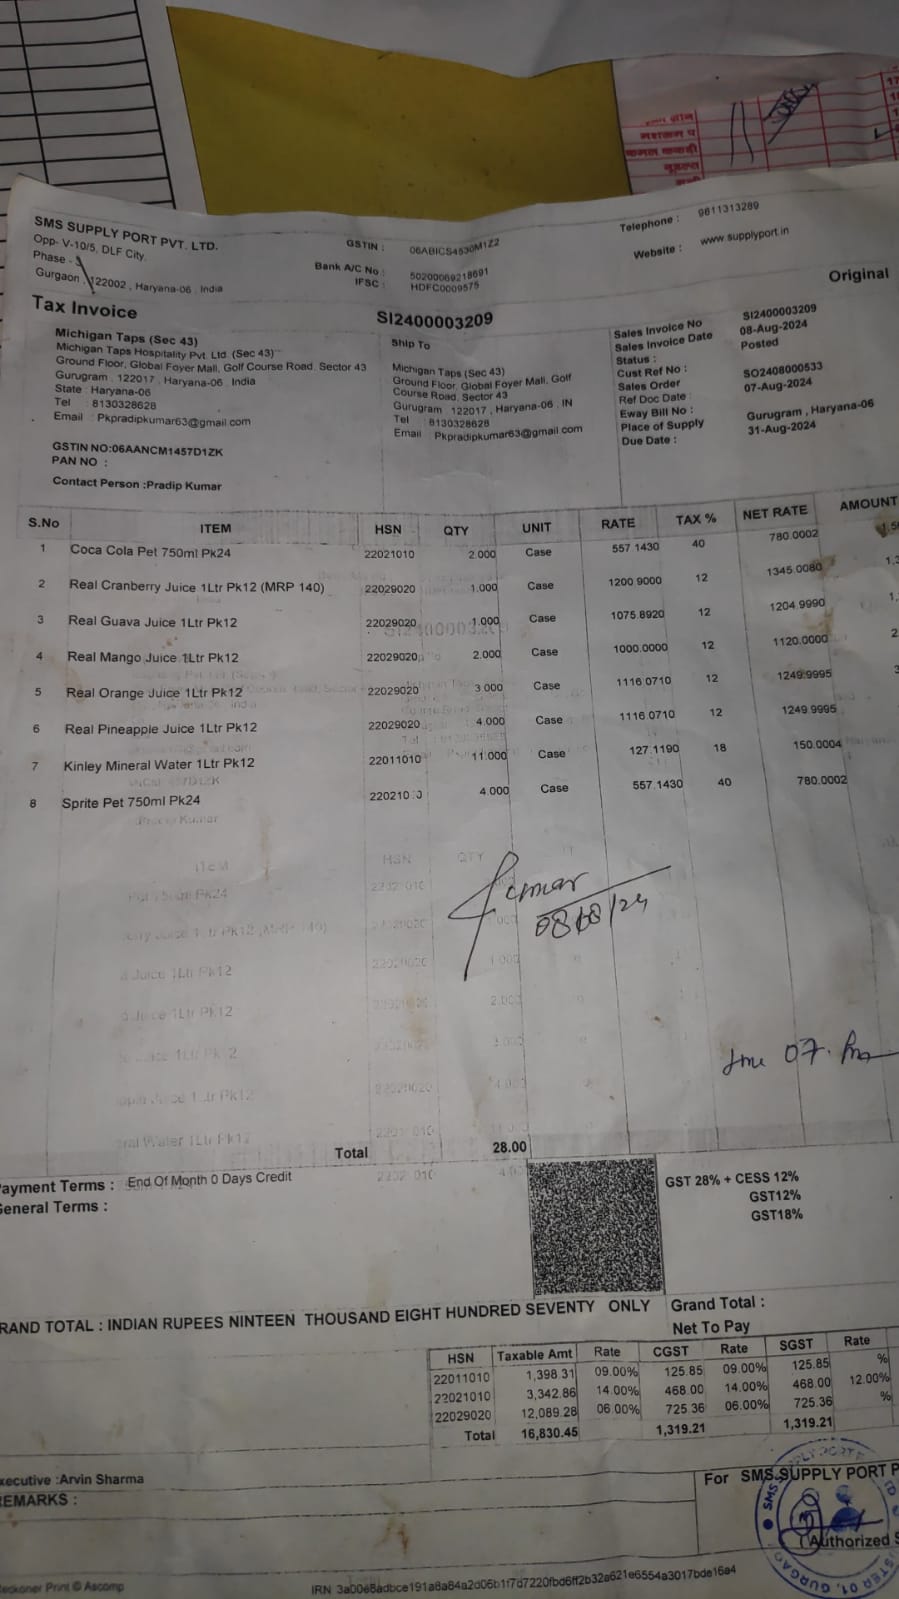 SMS SUPPLY PORT PVT. LTD.
Opp- V-10/5, DLF City,
Phase -
Gurgaon, 122002, Haryana-06, India
GSTIN : 06ABICS4530M1Z2
Bank A/C No : 50200069218691
IFSC : HDFC0009575
Telephone : 9811313289
Website : www.supplyport.in
Original
Tax Invoice
SI2400003209
Michigan Taps (Sec 43)
Michigan Taps Hospitality Pvt. Ltd. (Sec 43)
Ground Floor, Global Foyer Mall, Golf Course Road, Sector 43
Gurugram, 122017, Haryana-06, India
State : Haryana-06
Tel 8130328628
Email : Pkpradipkumar63@gmail.com
GSTIN NO:06AANCM1457D1ZK
PAN NO :
Contact Person :Pradip Kumar
Ship To
Michigan Taps (Sec 43)
Ground Floor, Global Foyer Mall, Golf
Course Road, Sector 43
Gurugram, 122017, Haryana-06, IN
Tel : 8130328628
Email : Pkpradipkumar63@gmail.com
Sales Invoice No SI2400003209
Sales Invoice Date 08-Aug-2024
Status : Posted
Cust Ref No :
Sales Order SO2408000533
Ref Doc Date : 07-Aug-2024
Eway Bill No :
Place of Supply Gurugram, Haryana-06
Due Date : 31-Aug-2024
S.No ITEM HSN QTY UNIT RATE TAX % NET RATE AMOUNT
1 Coca Cola Pet 750ml Pk24 22021010 2.000 Case 557.1430 40 780.0002
2 Real Cranberry Juice 1Ltr Pk12 (MRP 140) 22029020 1.000 Case 1200.9000 12 1345.0080
3 Real Guava Juice 1Ltr Pk12 22029020 1.000 Case 1075.8920 12 1204.9990
4 Real Mango Juice 1Ltr Pk12 22029020 2.000 Case 1000.0000 12 1120.0000
5 Real Orange Juice 1Ltr Pk12 22029020 3.000 Case 1116.0710 12 1249.9995
6 Real Pineapple Juice 1Ltr Pk12 22029020 4.000 Case 1116.0710 12 1249.9995
7 Kinley Mineral Water 1Ltr Pk12 22011010 11.000 Case 127.1190 18 150.0004
8 Sprite Pet 750ml Pk24 4.000 Case 557.1430 40 780.0002
Kumar
08/08/24
07.
Total 28.00
Payment Terms : End Of Month 0 Days Credit
General Terms :
GST 28% + CESS 12%
GST12%
GST18%
RAND TOTAL : INDIAN RUPEES NINTEEN THOUSAND EIGHT HUNDRED SEVENTY ONLY
Grand Total :
Net To Pay
HSN Taxable Amt Rate CGST Rate SGST Rate
22011010 1,398.31 09.00% 125.85 09.00% 125.85 %
22021010 3,342.86 14.00% 468.00 14.00% 468.00 12.00%
22029020 12,089.28 06.00% 725.36 06.00% 725.36 %
Total 16,830.45 1,319.21 1,319.21
xecutive :Arvin Sharma
REMARKS :
For SMS SUPPLY PORT P
Authorized S
Reckoner Print © Ascomp
IRN 3a0068adbce191a8a84a2d06b1f7d7220fbd6ff2b32a621e6554a3017bde16a4